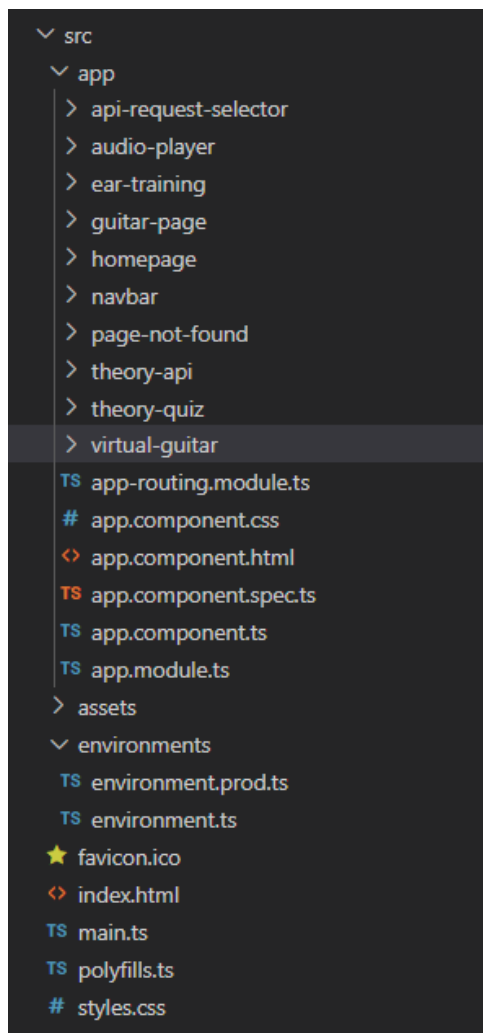 src
app
api-request-selector
audio-player
ear-training
guitar-page
homepage
navbar
page-not-found
theory-api
theory-quiz
virtual-guitar
TS app-routing.module.ts
# app.component.css
<> app.component.html
TS app.component.spec.ts
TS app.component.ts
TS app.module.ts
assets
environments
TS environment.prod.ts
TS environment.ts
favicon.ico
<> index.html
TS main.ts
TS polyfills.ts
# styles.css